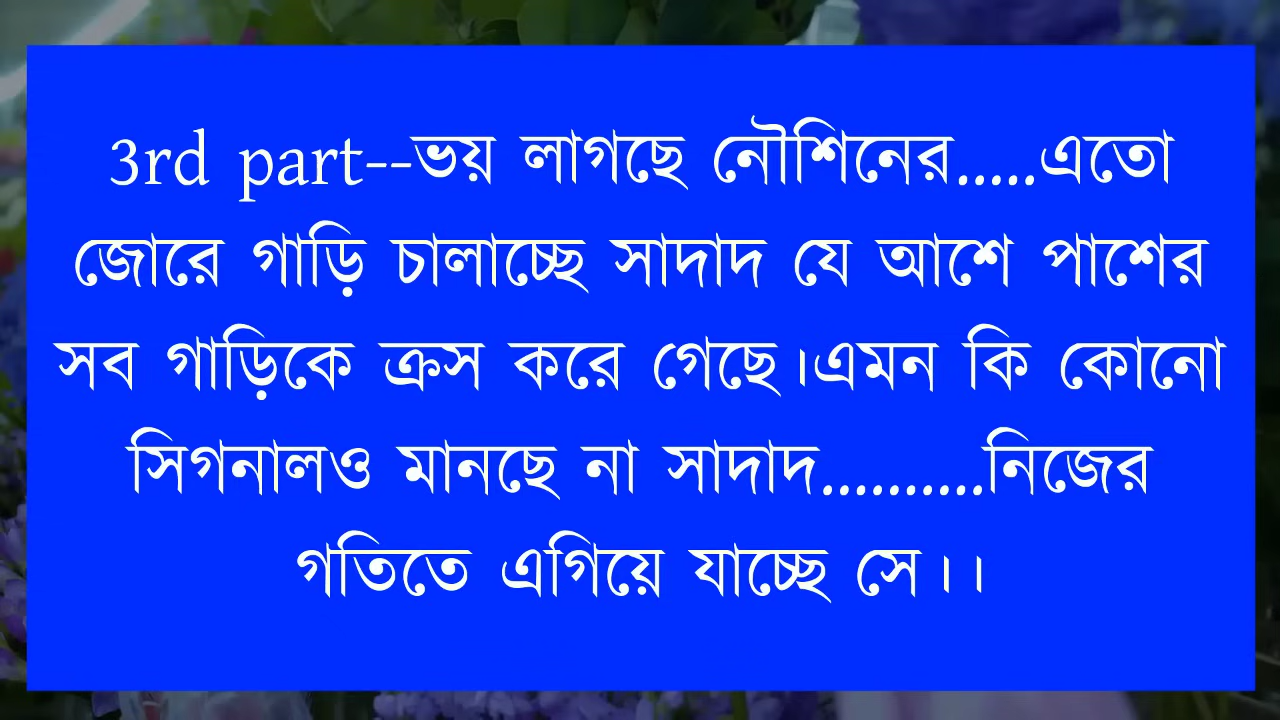 3rd part--ভয় লাগছে নৌশিনের.....এতো
জোরে গাড়ি চালাচ্ছে সাদাদ যে আশে পাশের
সব গাড়িকে ক্রস করে গেছে।এমন কি কোনো
সিগনালও মানছে না সাদাদ..........নিজের
গতিতে এগিয়ে যাচ্ছে সে।।